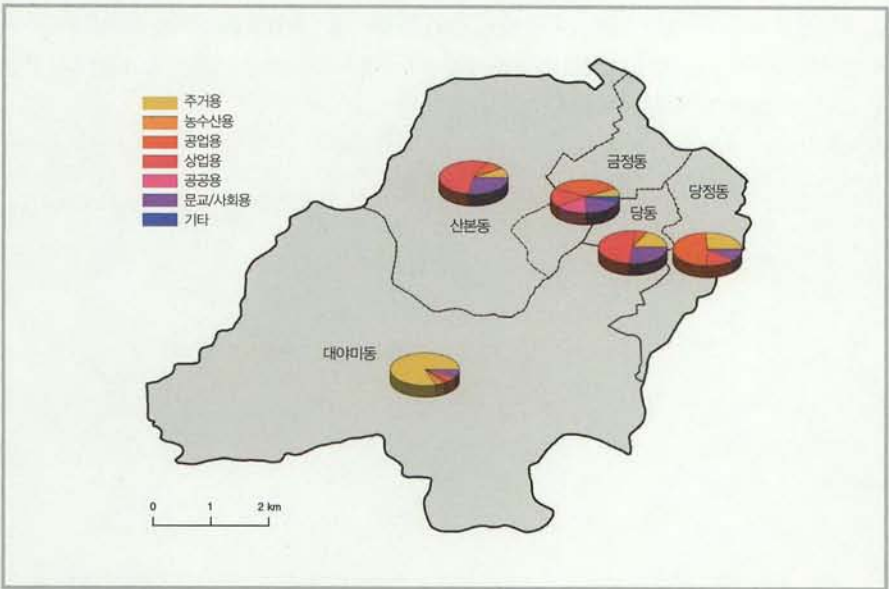 주거용
농수산용
공업용
상업용
공공용
문교/사회용
기타
금정동
당정동
당동
산본동
대야미동
0 1 2 km